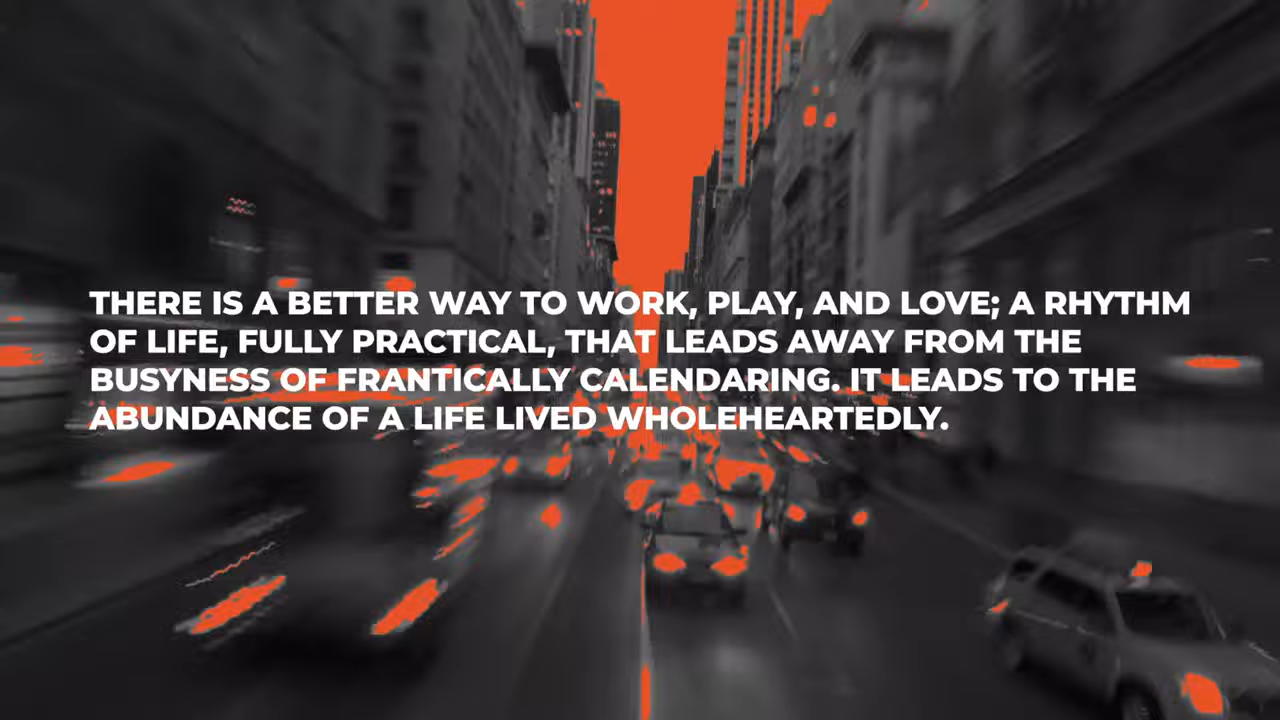 THERE IS A BETTER WAY TO WORK, PLAY, AND LOVE; A RHYTHM
OF LIFE, FULLY PRACTICAL, THAT LEADS AWAY FROM THE
BUSYNESS OF FRANTICALLY CALENDARING. IT LEADS TO THE
ABUNDANCE OF A LIFE LIVED WHOLEHEARTEDLY.